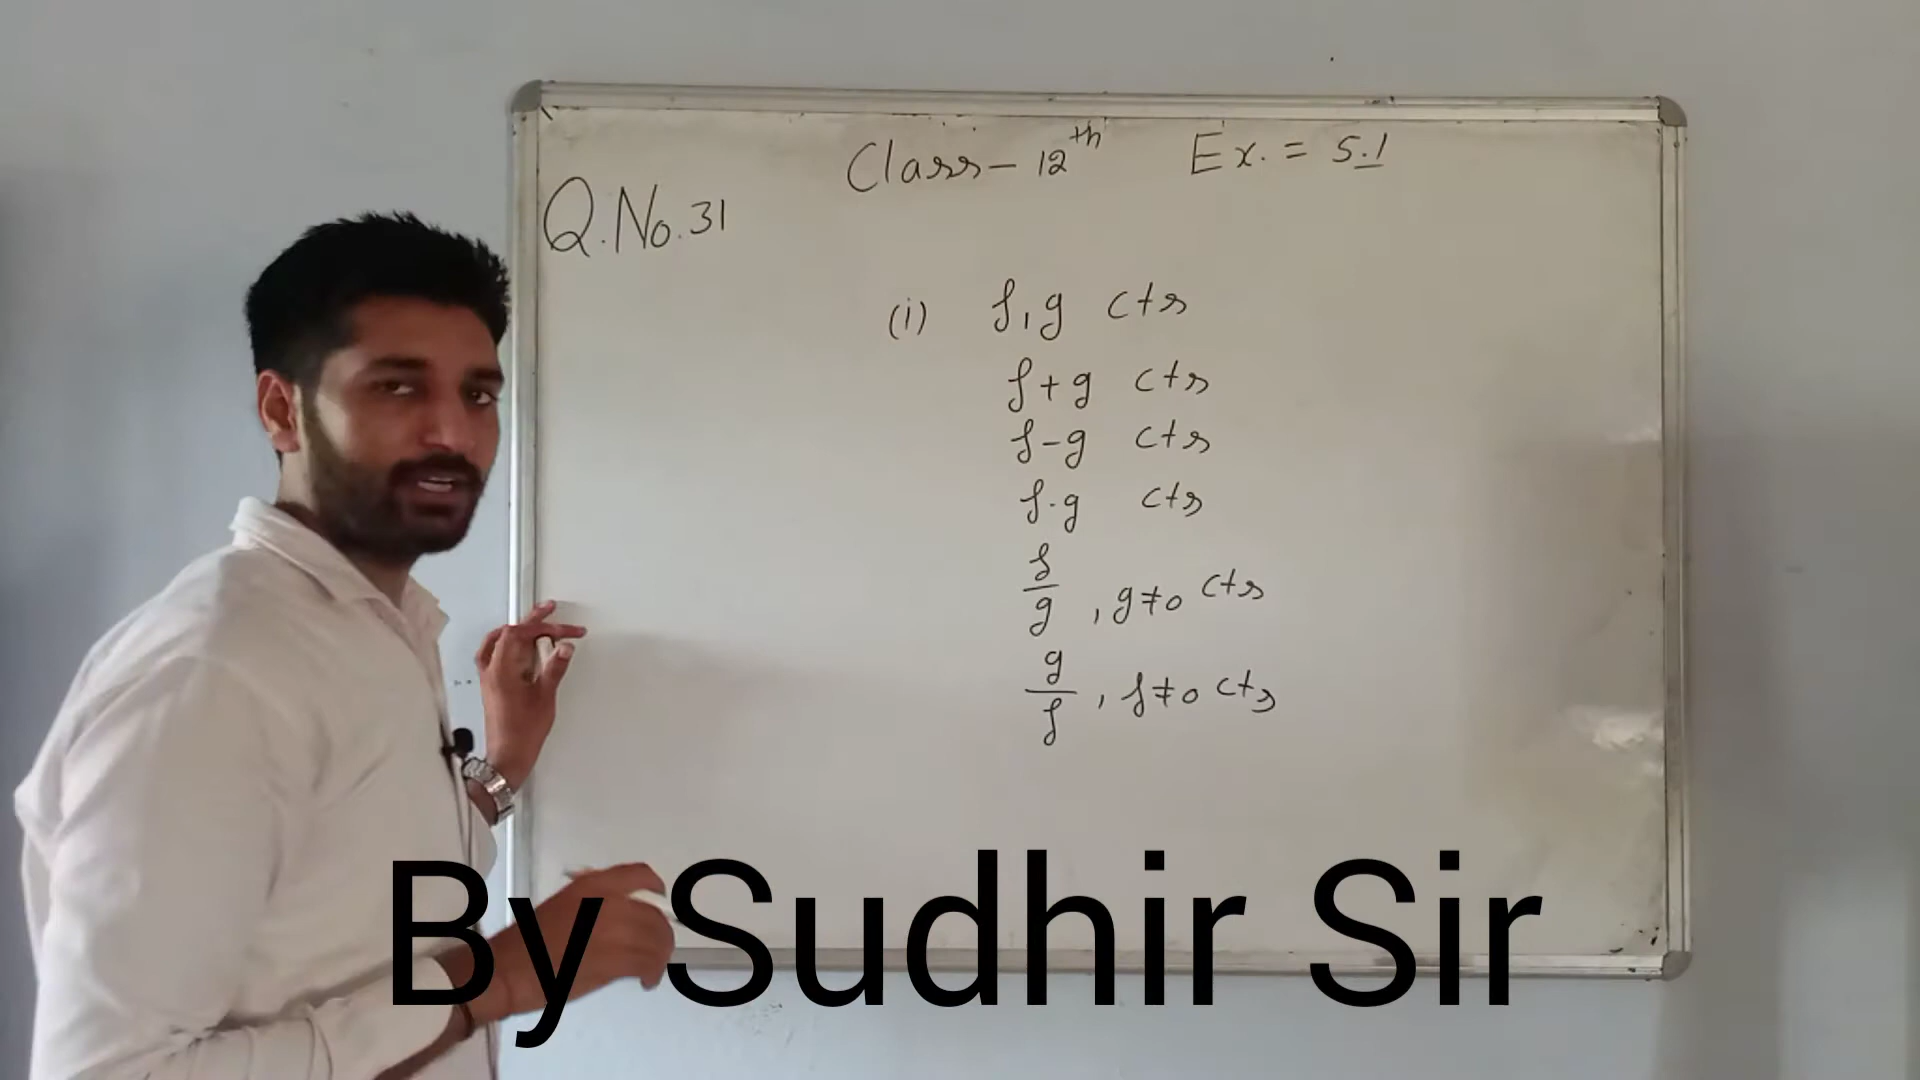 Class - 12th Ex. = 5.1
Q.No.31
(i) f, g cts
f+g cts
f-g cts
f.g cts
f/g , g≠0 cts
g/f , f≠0 cts
By Sudhir Sir